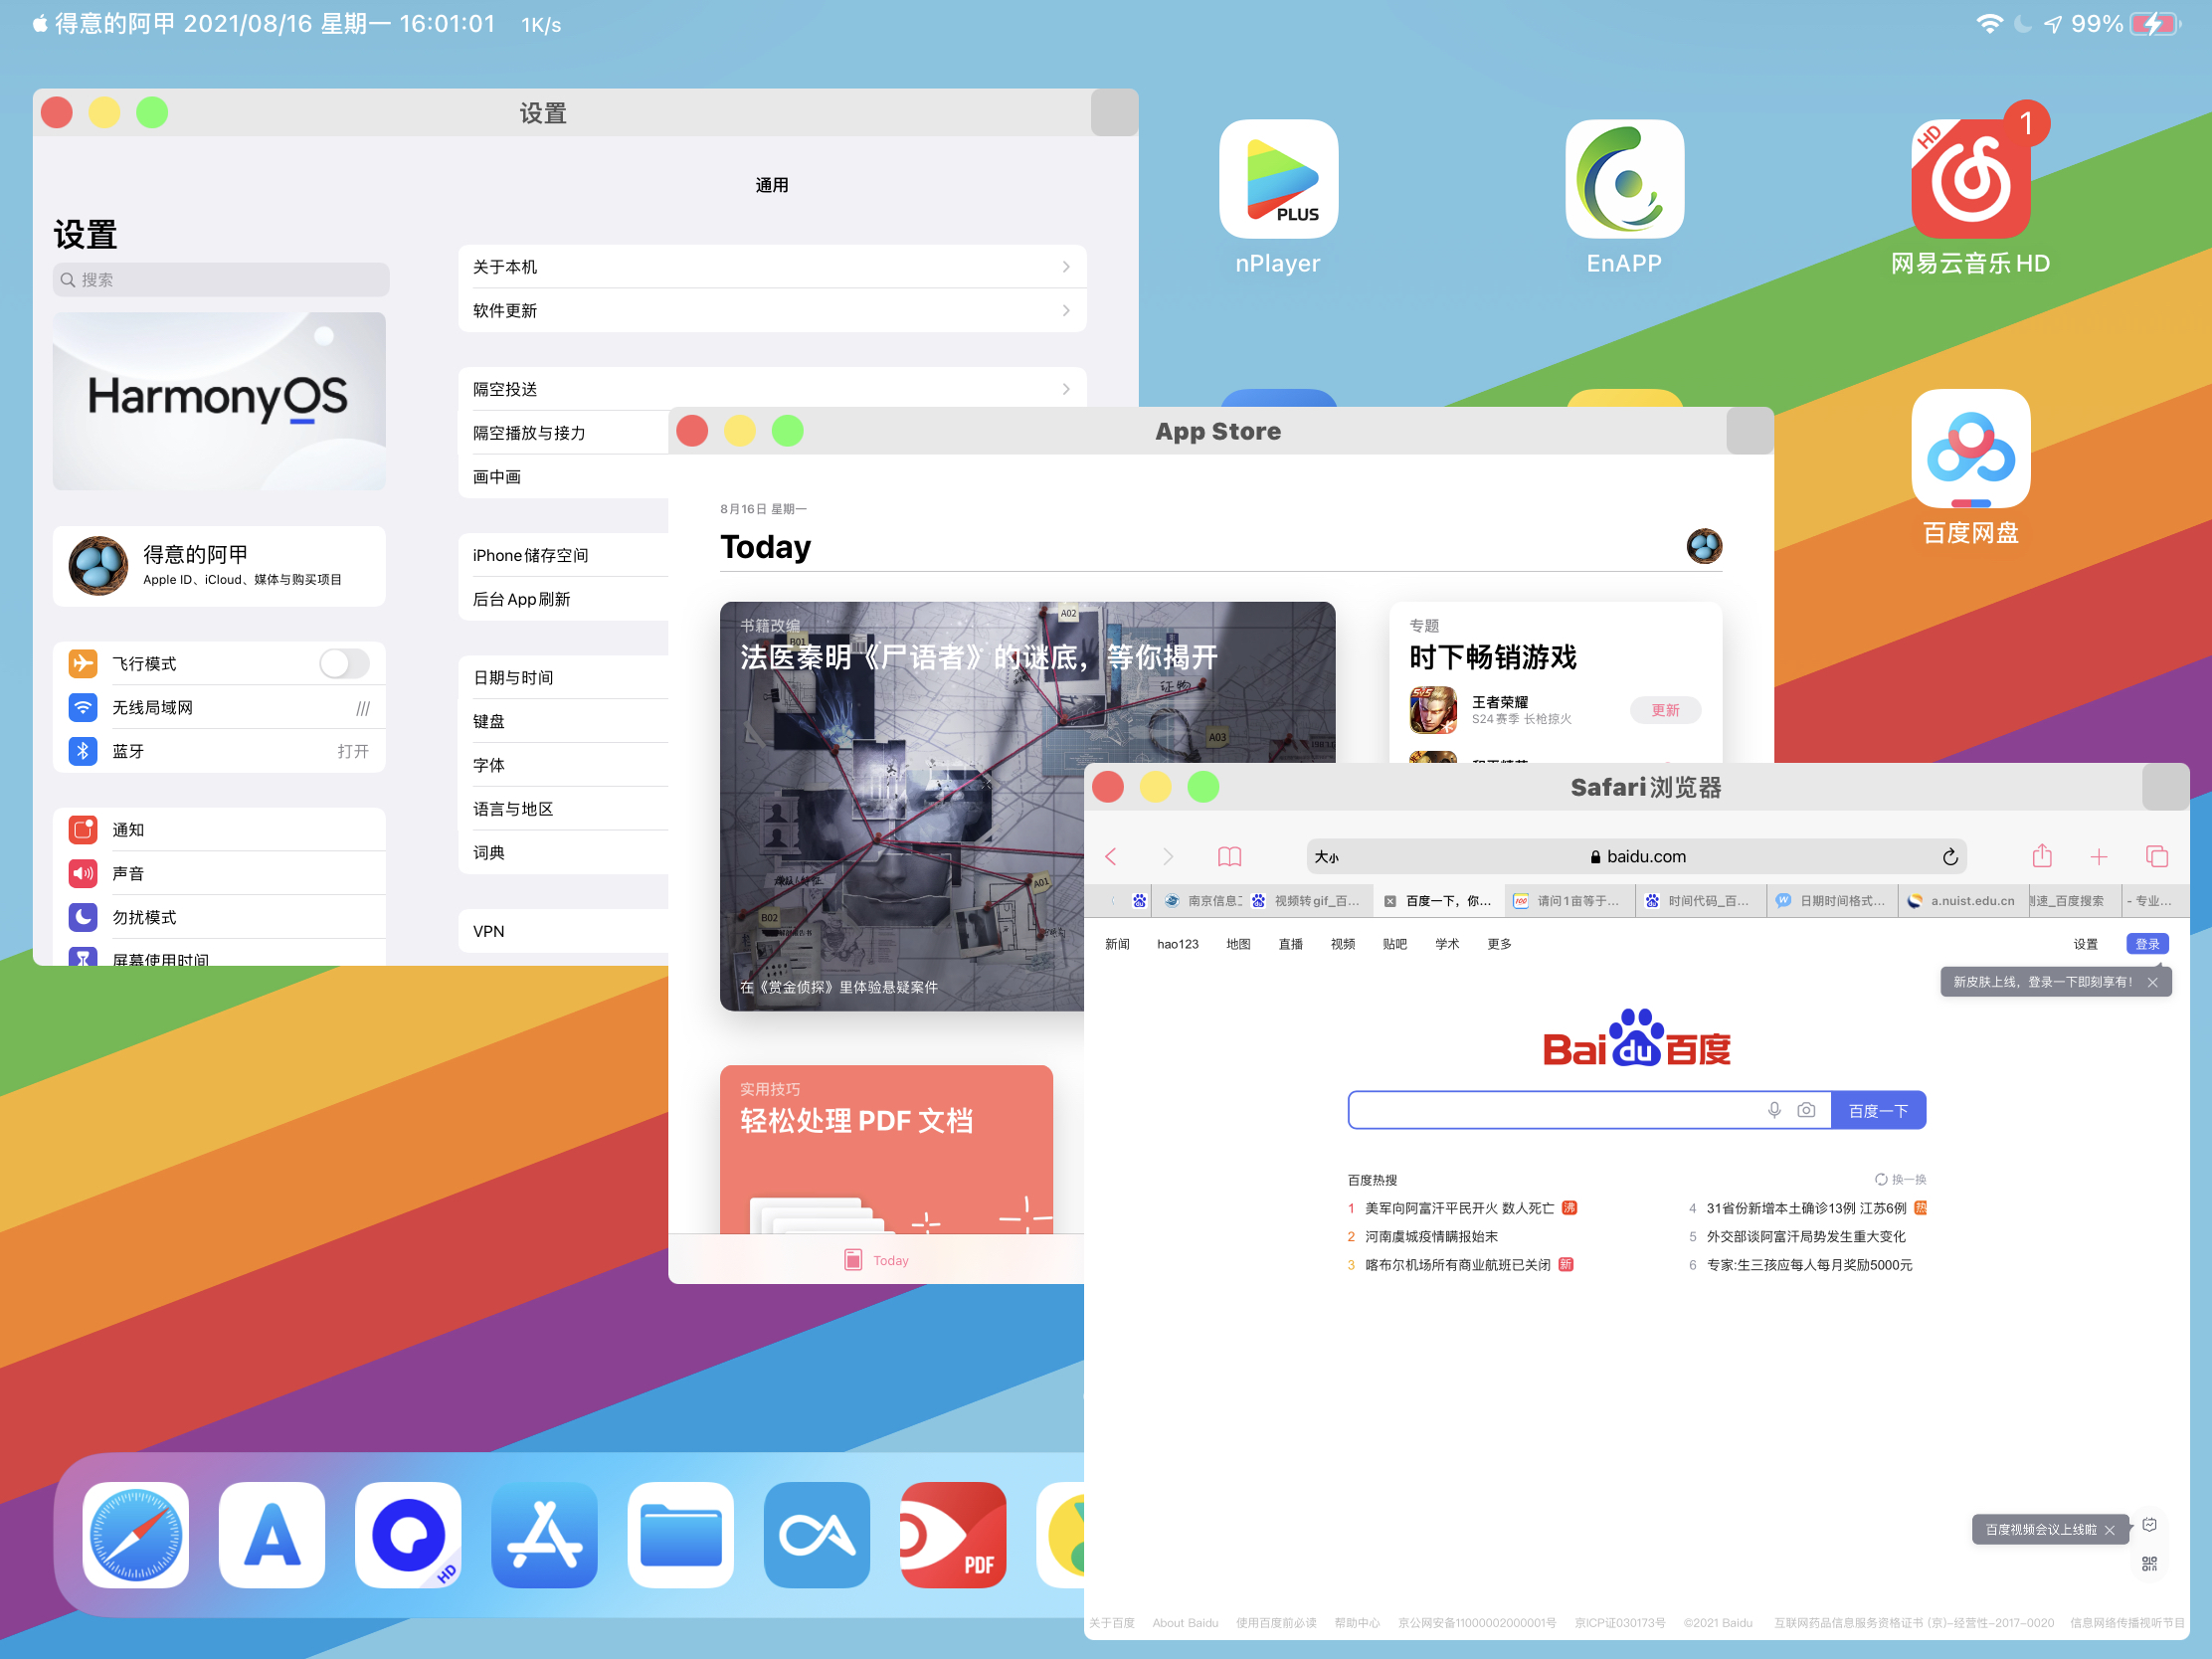 得意的阿甲 2021/08/16 星期一 16:01:01 1K/s
99%
设置
通用
设置
搜索
HarmonyOS
得意的阿甲
Apple ID、iCloud、媒体与购买项目
飞行模式
无线局域网 ///
蓝牙 打开
通知
声音
勿扰模式
屏幕使用时间
关于本机
软件更新
隔空投送
隔空播放与接力
画中画
iPhone储存空间
后台App刷新
日期与时间
键盘
字体
语言与地区
词典
VPN
PLUS
nPlayer
EnAPP
HD
1
网易云音乐HD
百度网盘
App Store
8月16日 星期一
Today
书籍改编
法医秦明《尸语者》的谜底，等你揭开
A02
B01
证物
A03
A01
B02
在《赏金侦探》里体验悬疑案件
专题
时下畅销游戏
王者荣耀
S24赛季 长枪掠火
更新
实用技巧
轻松处理 PDF 文档
Today
Safari浏览器
大小 baidu.com
南京信息工
视频转gif_百...
百度一下，你...
请问1亩等于...
时间代码_百...
日期时间格式...
a.nuist.edu.cn
测速_百度搜索
- 专业...
新闻 hao123 地图 直播 视频 贴吧 学术 更多 设置 登录
新皮肤上线，登录一下即刻享有！
Bai du 百度
百度一下
百度热搜 换一换
1 美军向阿富汗平民开火 数人死亡 沸
2 河南虞城疫情瞒报始末
3 喀布尔机场所有商业航班已关闭 新
4 31省份新增本土确诊13例 江苏6例 热
5 外交部谈阿富汗局势发生重大变化
6 专家:生三孩应每人每月奖励5000元
百度视频会议上线啦
关于百度 About Baidu 使用百度前必读 帮助中心 京公网安备11000002000001号 京ICP证030173号 ©2021 Baidu 互联网药品信息服务资格证书 (京)-经营性-2017-0020 信息网络传播视听节目
HD
PDF